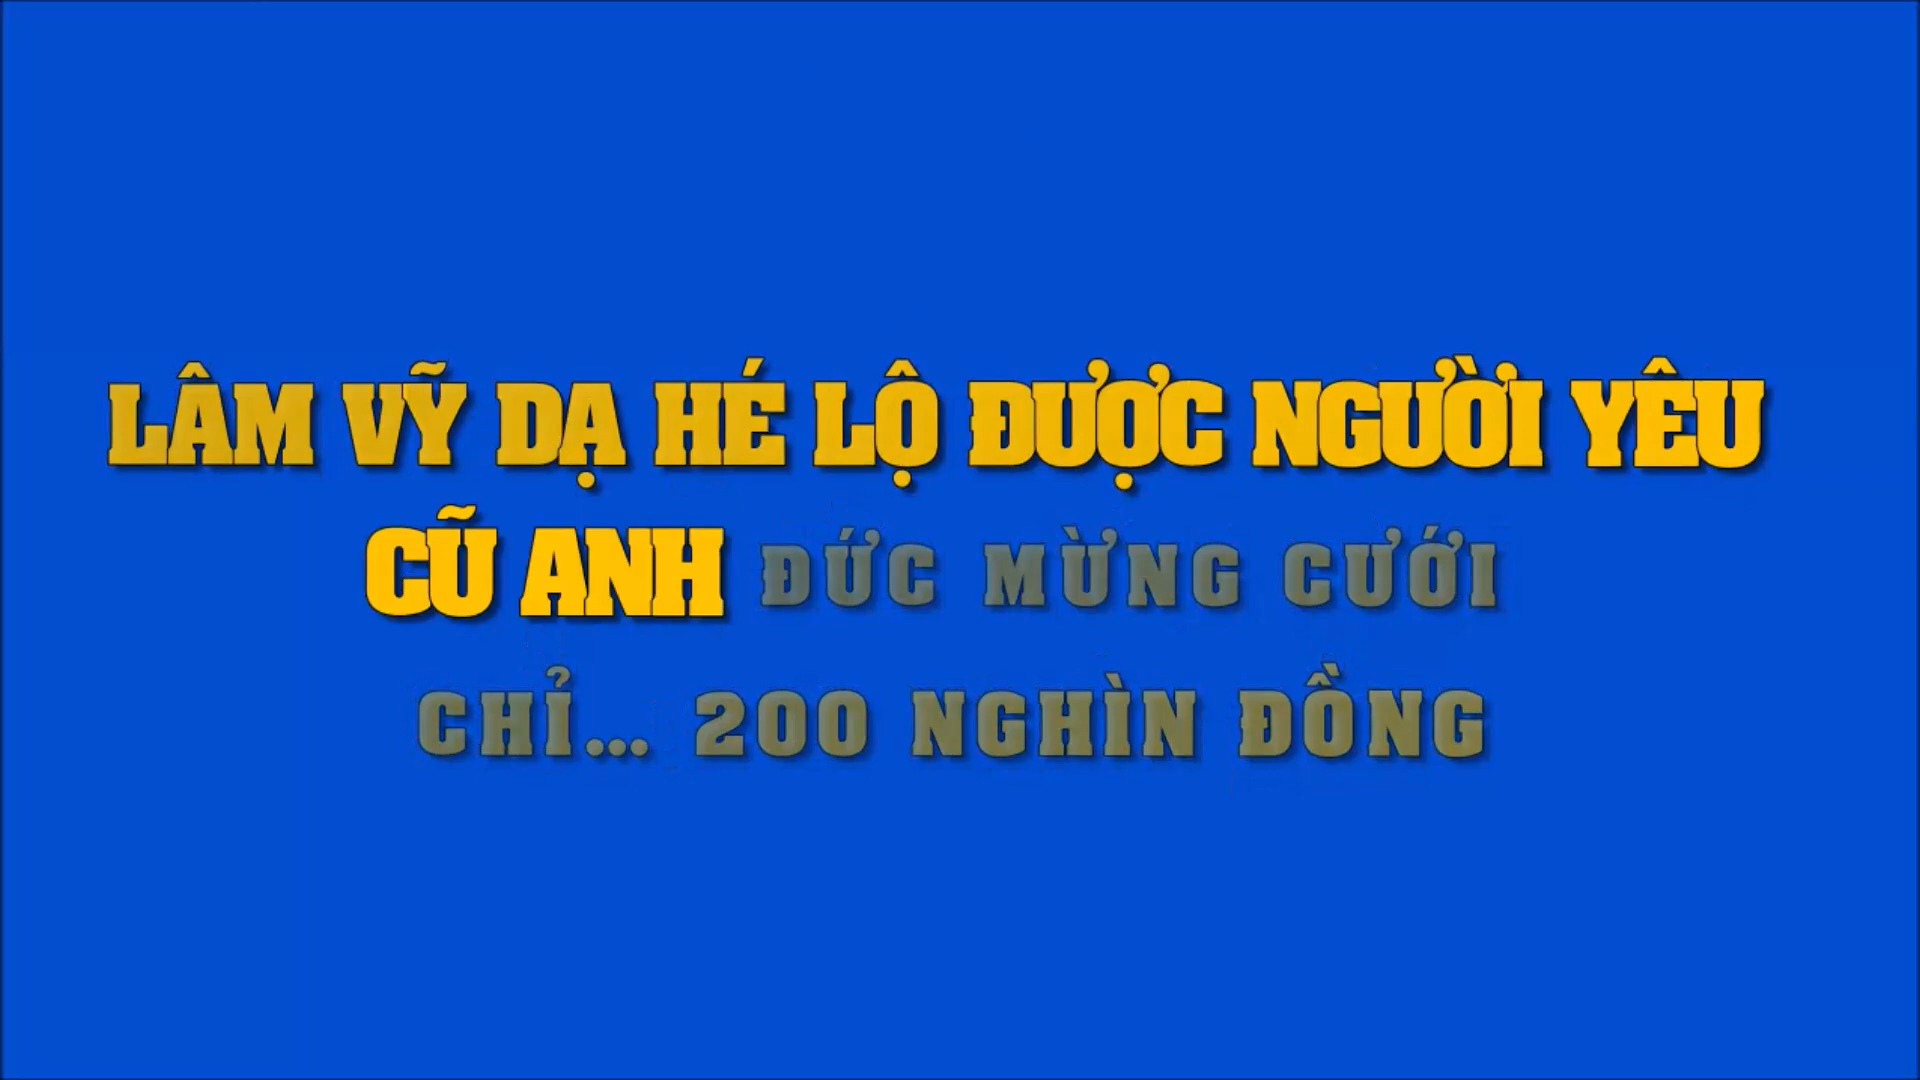 LÂM VỸ DẠ HÉ LỘ ĐƯỢC NGƯỜI YÊU
CŨ ANH ĐỨC MỪNG CƯỚI
CHỈ... 200 NGHÌN ĐỒNG